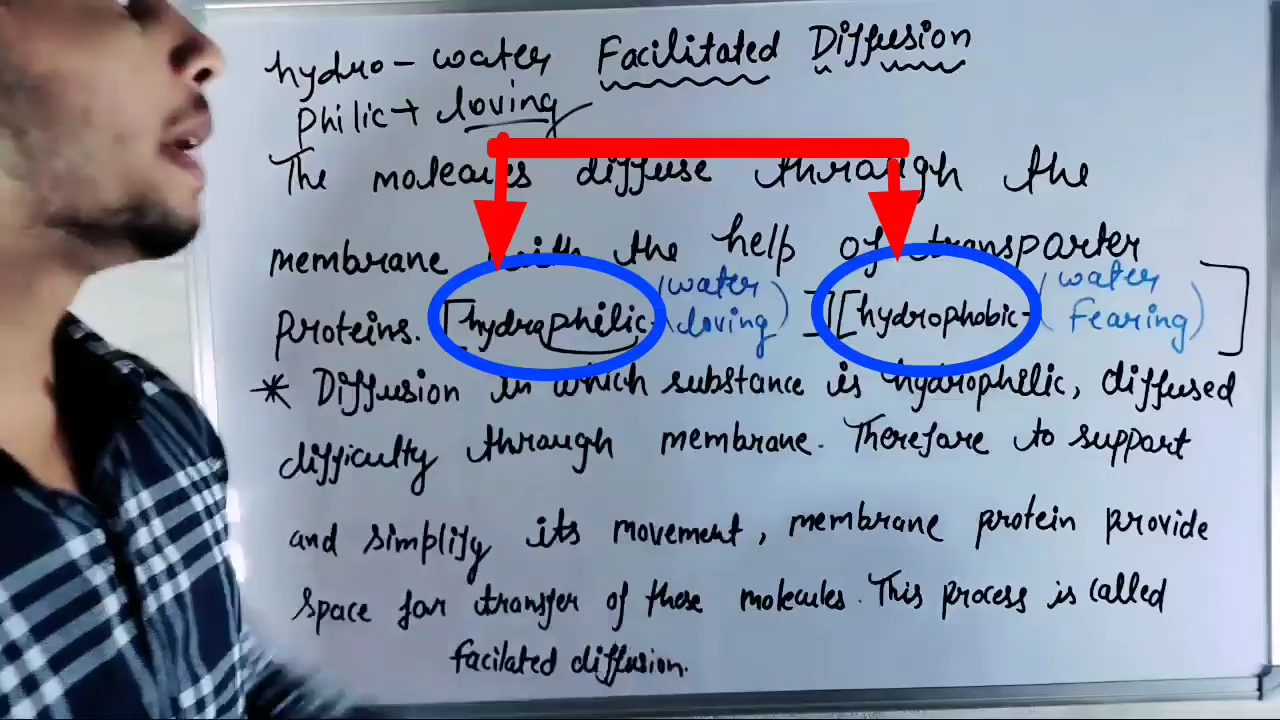 hydro - water Facilitated Diffusion
philic → loving
The molecules diffuse through the
membrane with the help of transporter
Proteins. [hydraphilic- (water loving) ] [hydrophobic- (water Fearing) ]
* Diffusion in which substance is hydrophilic, diffused
difficulty through membrane. Therefore to support
and simplify its movement, membrane protein provide
space for transfer of these molecules. This process is called
facilated diffusion.